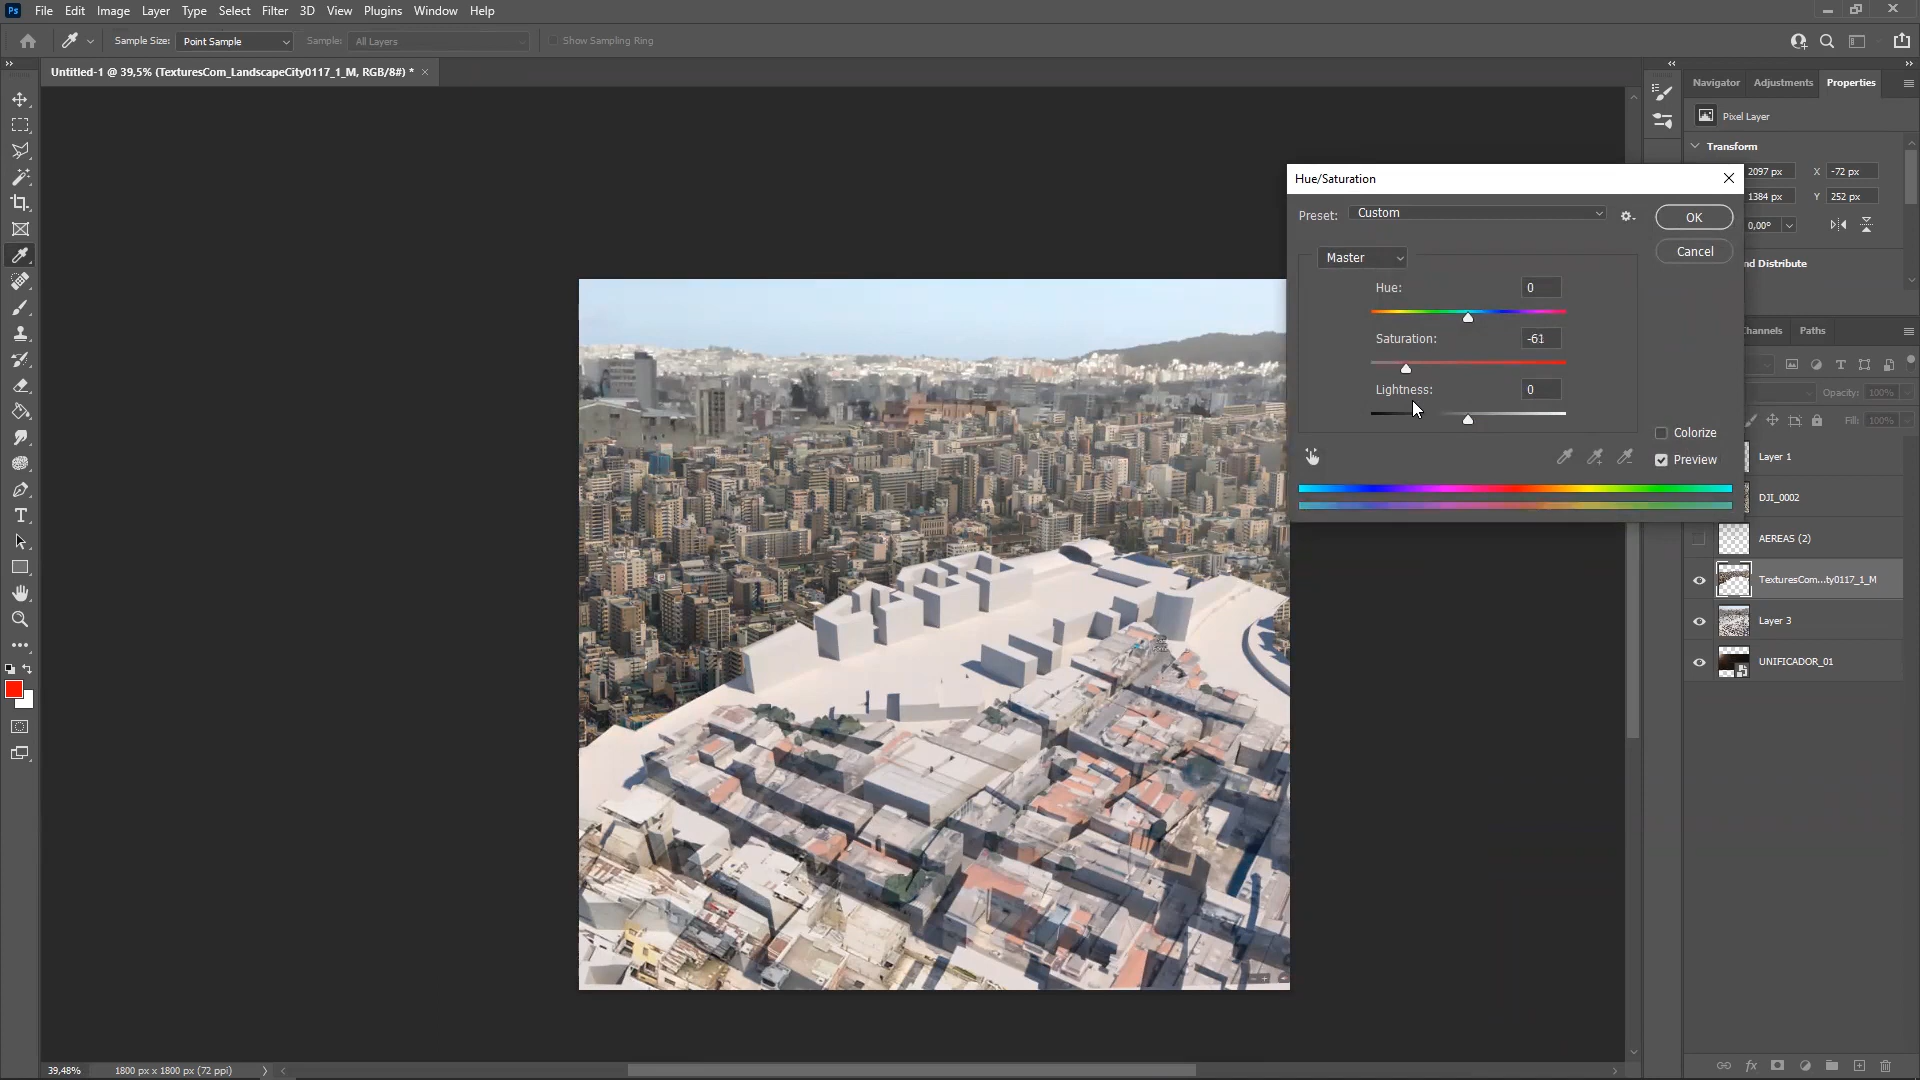 Ps File Edit Image Layer Type Select Filter 3D View Plugins Window Help
Sample Size: Point Sample Sample: All Layers Show Sampling Ring
Untitled-1 @ 39,5% (TexturesCom_LandscapeCity0117_1_M, RGB/8#) * ×
Navigator Adjustments Properties
Pixel Layer
Transform
2097 px X -72 px
1384 px Y 252 px
0,00°
nd Distribute
Hue/Saturation
Preset: Custom
OK
Master
Cancel
Hue: 0
Saturation: -61
Lightness: 0
Colorize
Preview
hannels Paths
Opacity: 100%
Fill: 100%
Layer 1
DJI_0002
AEREAS (2)
TexturesCom...ty0117_1_M
Layer 3
UNIFICADOR_01
39,48% 1800 px x 1800 px (72 ppi)